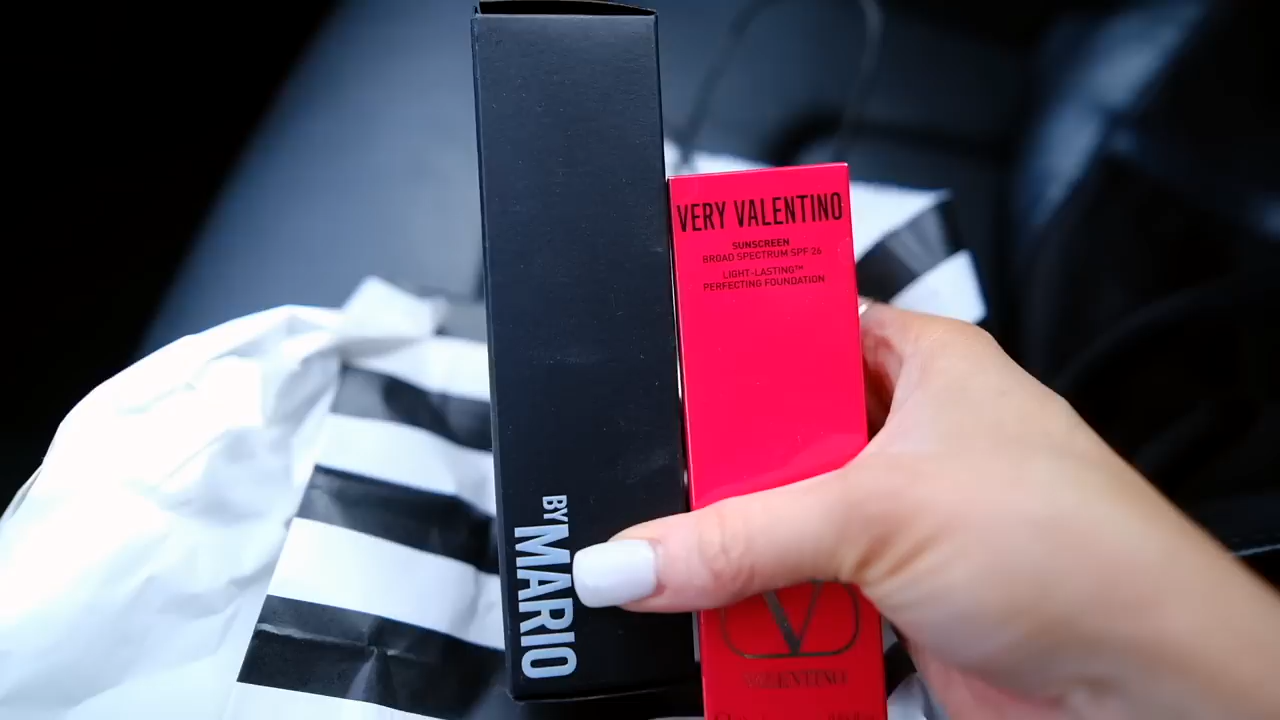 BY
MARIO
VERY VALENTINO
SUNSCREEN
BROAD SPECTRUM SPF 26
LIGHT-LASTING™
PERFECTING FOUNDATION
V
VALENTINO